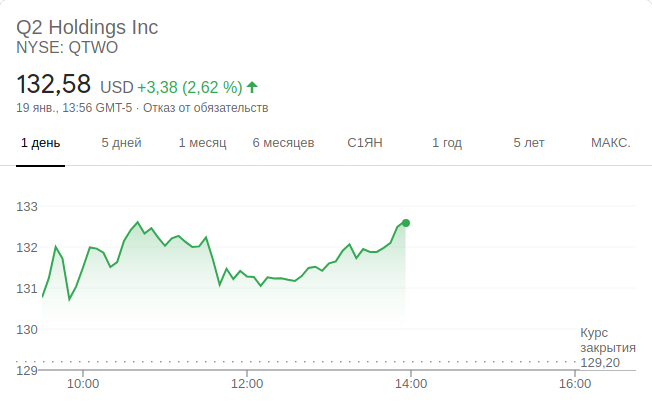 Q2 Holdings Inc
NYSE: QTWO
132,58 USD +3,38 (2,62 %)
19 янв., 13:56 GMT-5 · Отказ от обязательств
1 день 5 дней 1 месяц 6 месяцев С1ЯН 1 год 5 лет МАКС.
133
132
131
130
Курс
закрытия
129,20
129
10:00 12:00 14:00 16:00